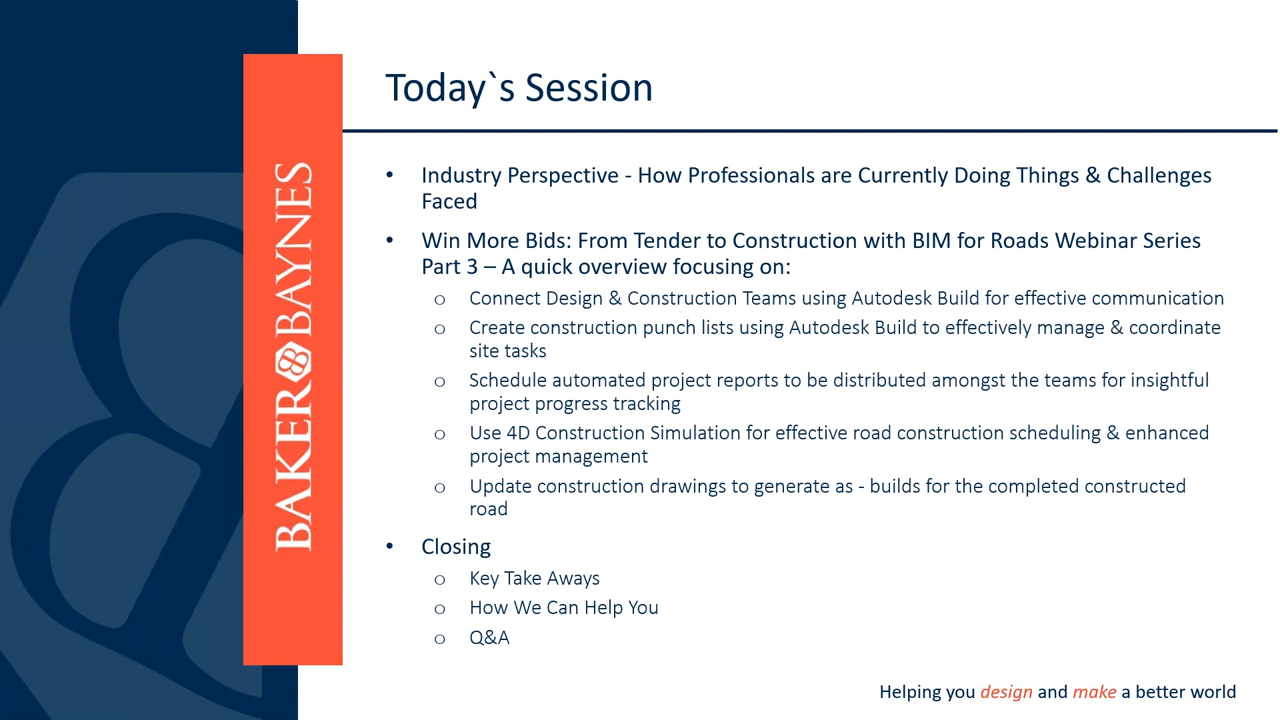 Today`s Session
BAKER BAYNES
• Industry Perspective - How Professionals are Currently Doing Things & Challenges
Faced
• Win More Bids: From Tender to Construction with BIM for Roads Webinar Series
Part 3 – A quick overview focusing on:
o Connect Design & Construction Teams using Autodesk Build for effective communication
o Create construction punch lists using Autodesk Build to effectively manage & coordinate
site tasks
o Schedule automated project reports to be distributed amongst the teams for insightful
project progress tracking
o Use 4D Construction Simulation for effective road construction scheduling & enhanced
project management
o Update construction drawings to generate as - builds for the completed constructed
road
• Closing
o Key Take Aways
o How We Can Help You
o Q&A
Helping you design and make a better world